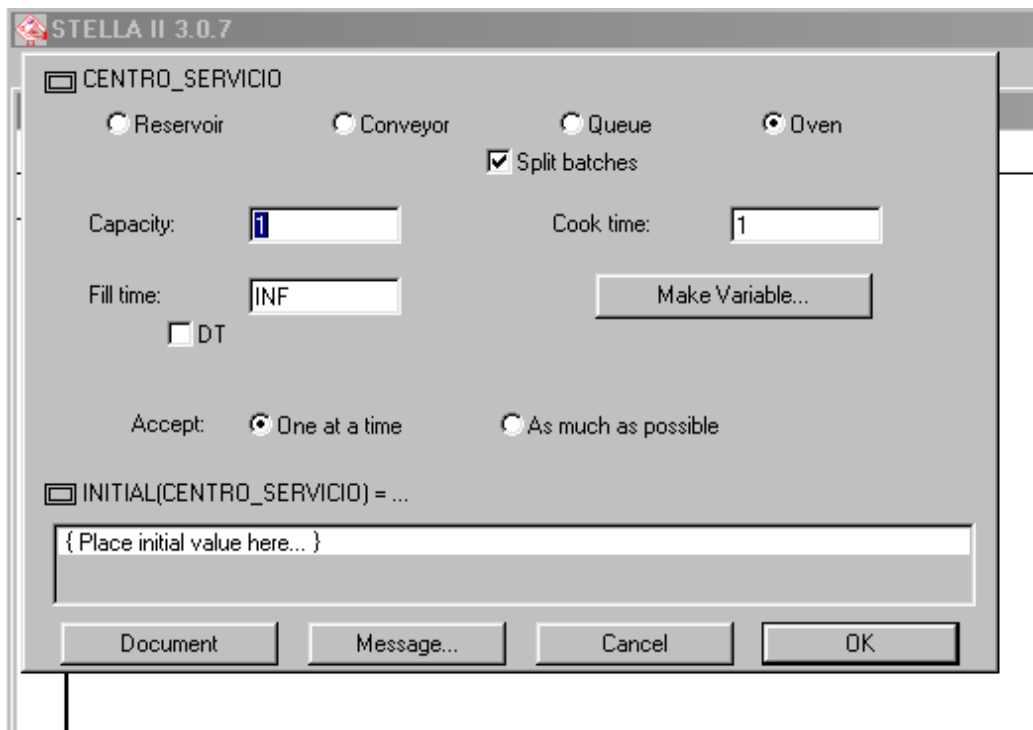 STELLA II 3.0.7
CENTRO_SERVICIO
Reservoir Conveyor Queue Oven
Split batches
Capacity: 1 Cook time: 1
Fill time: INF Make Variable...
DT
Accept: One at a time As much as possible
INITIAL(CENTRO_SERVICIO) = ...
{ Place initial value here... }
Document Message... Cancel OK